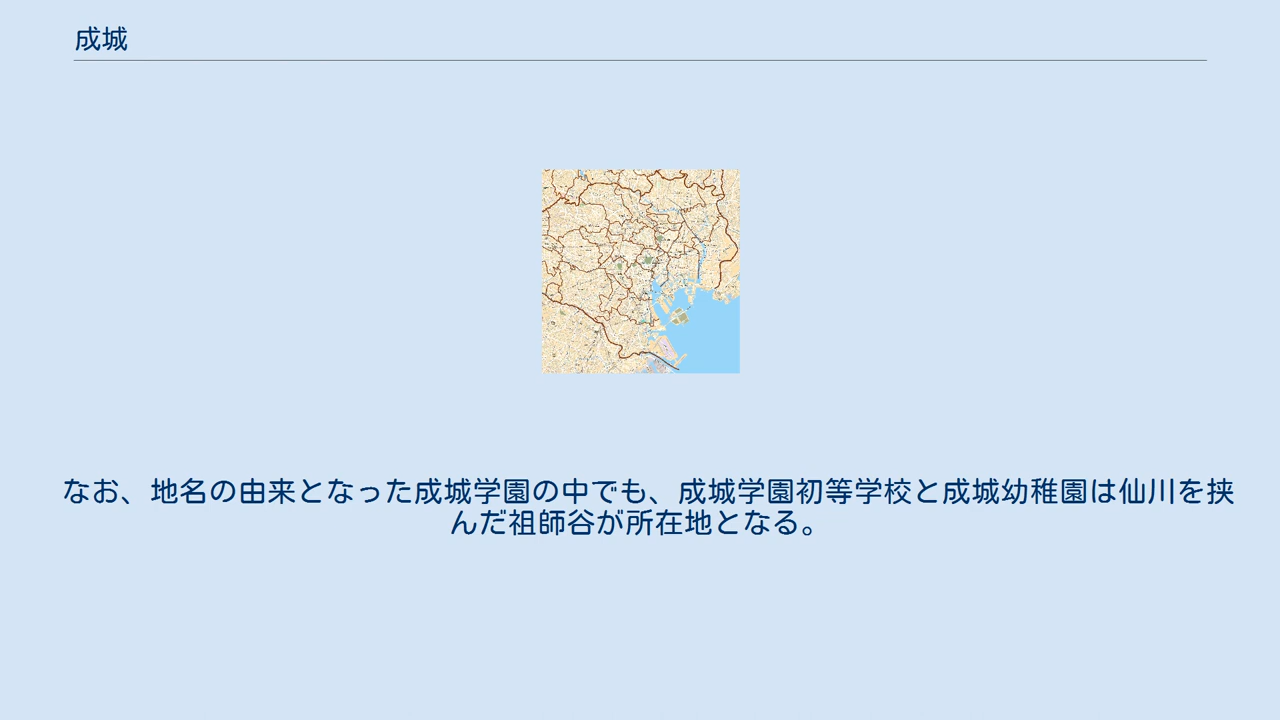 成城
なお、地名の由来となった成城学園の中でも、成城学園初等学校と成城幼稚園は仙川を挟
んだ祖師谷が所在地となる。